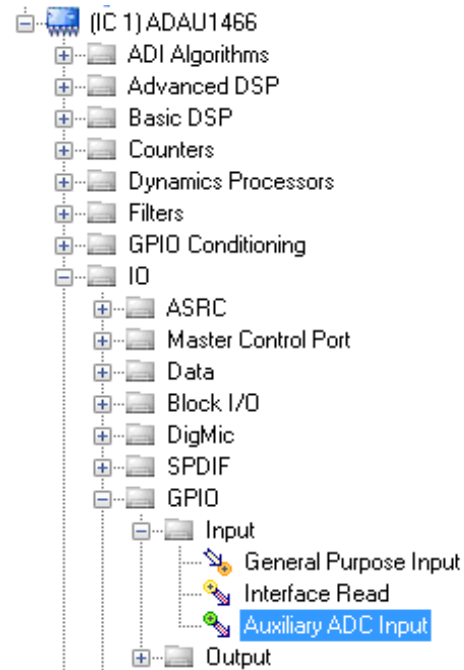 (IC 1) ADAU1466
ADI Algorithms
Advanced DSP
Basic DSP
Counters
Dynamics Processors
Filters
GPIO Conditioning
IO
ASRC
Master Control Port
Data
Block I/O
DigMic
SPDIF
GPIO
Input
General Purpose Input
Interface Read
Auxiliary ADC Input
Output